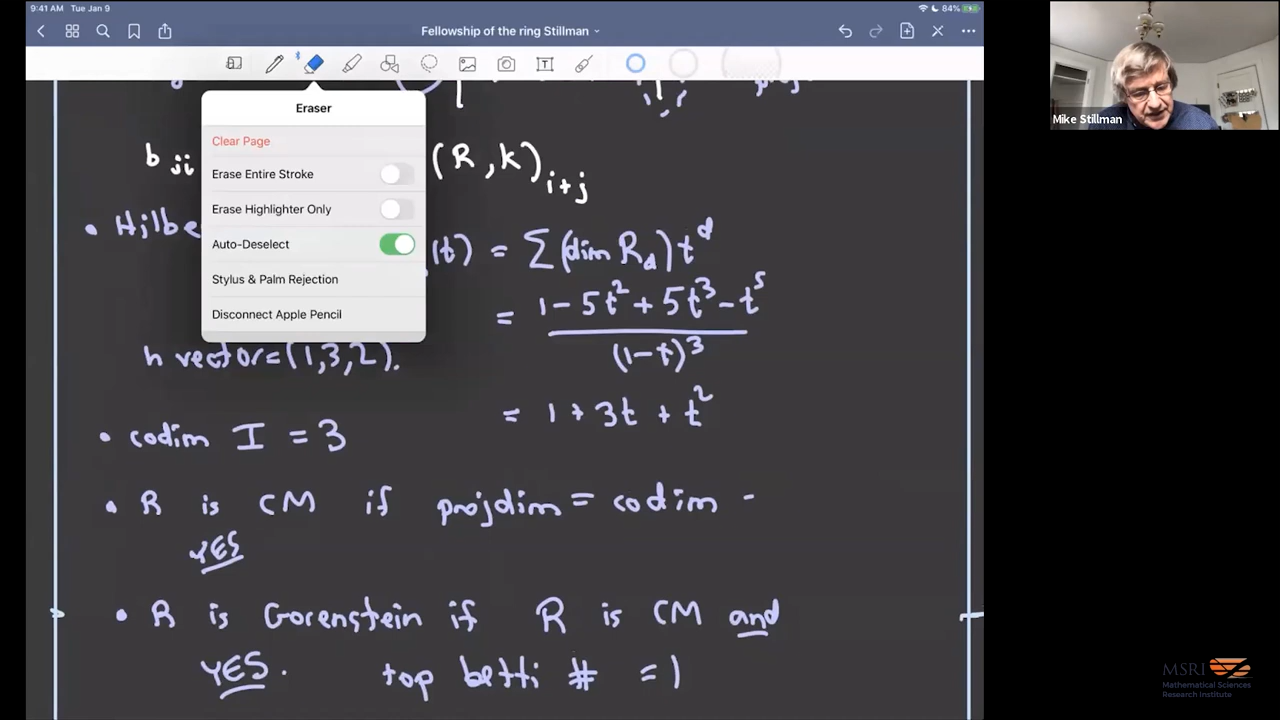 9:41 AM Tue Jan 9
84%
Fellowship of the ring Stillman
Mike Stillman
Eraser
Clear Page
Erase Entire Stroke
Erase Highlighter Only
Auto-Deselect
Stylus & Palm Rejection
Disconnect Apple Pencil
b_{ji} (R, k)_{i+j}
• Hilbe (t) = Σ (dim R_d) t^d
= 1 - 5t^2 + 5t^3 - t^5 / (1-t)^3
h vector = (1,3,2).
= 1 + 3t + t^2
• codim I = 3
• R is CM if projdim = codim -
YES
• R is Gorenstein if R is CM and
YES. top betti # = 1
MSRI
Mathematical Sciences
Research Institute